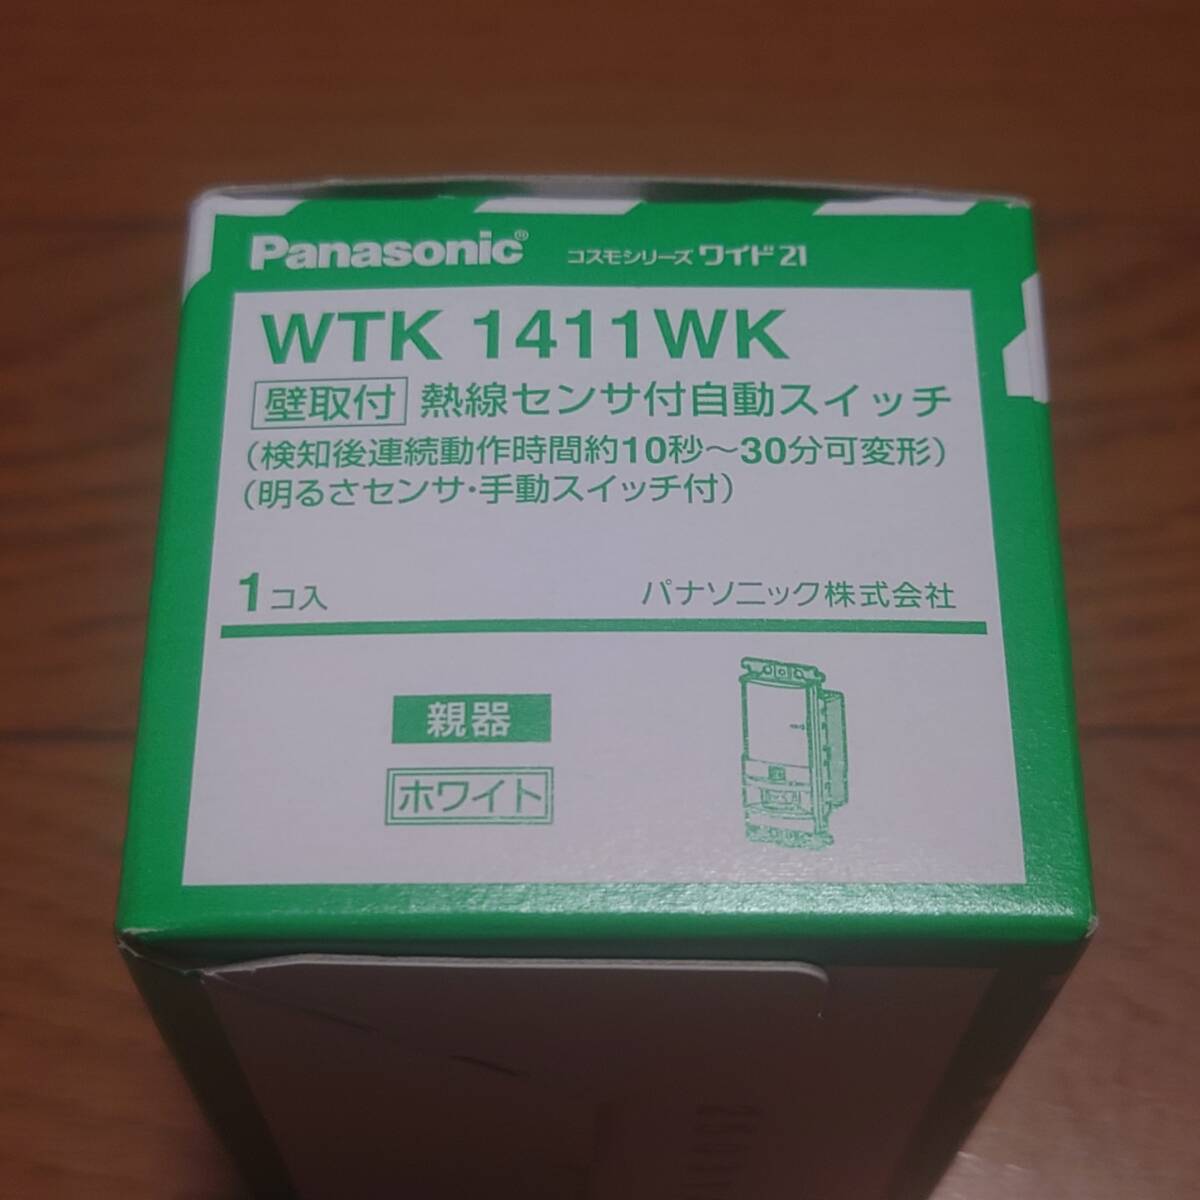 Panasonic® コスモシリーズ ワイド21
WTK 1411WK
壁取付 熱線センサ付自動スイッチ
(検知後連続動作時間約10秒～30分可変形)
(明るさセンサ・手動スイッチ付)
1コ入 パナソニック株式会社
親器
ホワイト